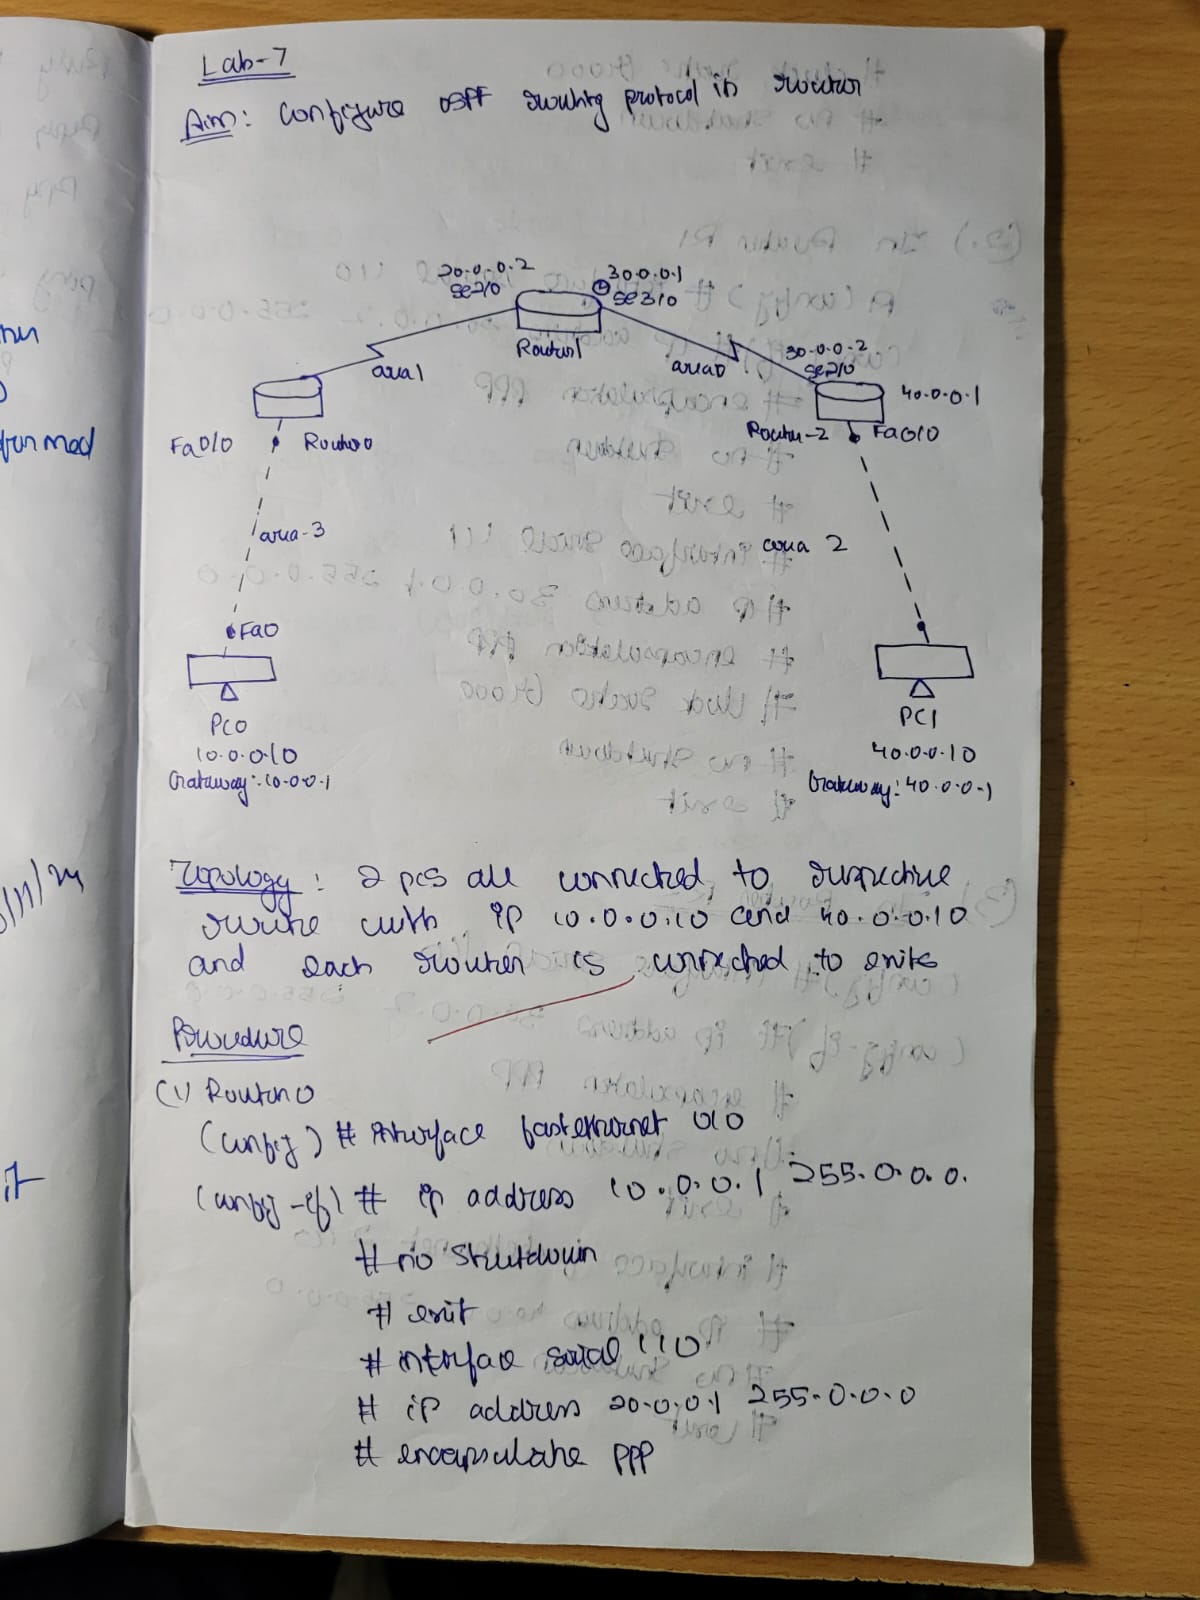 Lab-7
Aim: Configure OSPF routing protocol in router
20.0.0.2
30.0.0.1
se2/0
se3/0
Router1
area1
area0
30.0.0.2
se2/0
40.0.0.1
Fa0/0
Router0
Router-2
Fa0/0
area-3
area 2
Fa0
PC0
PC1
10.0.0.10
40.0.0.10
Gateway: 10.0.0.1
Gateway: 40.0.0.1
Topology: 2 pcs are connected to respective
route with ip 10.0.0.10 and 40.0.0.10
and each router is connected to
Procedure
(1) Router 0
(config) # interface fastethernet 0/0
(config-if) # ip address 10.0.0.1 255.0.0.0.
# no shutdown
# exit
# interface serial 1/0
# ip address 20.0.0.1 255.0.0.0
# encapsulate PPP